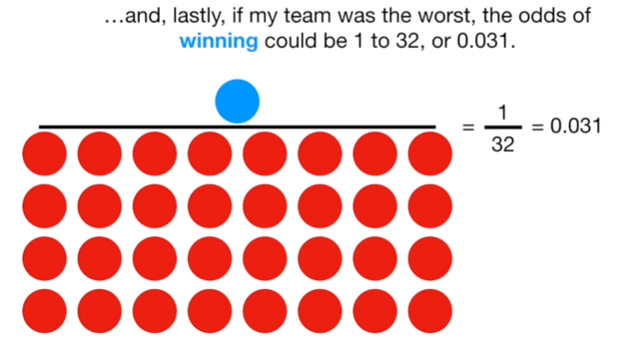 ...and, lastly, if my team was the worst, the odds of
winning could be 1 to 32, or 0.031.
= 1/32 = 0.031